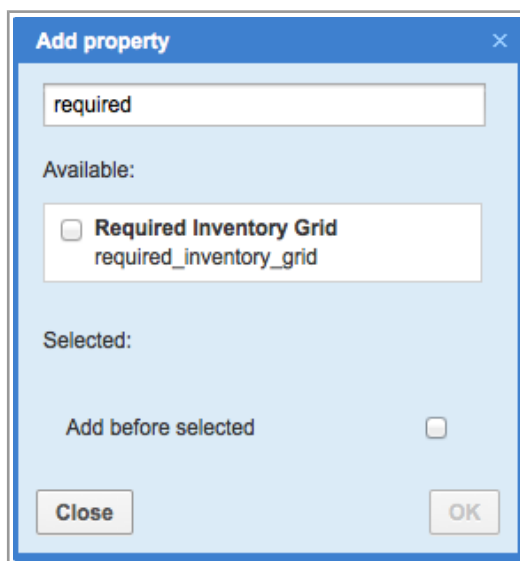 Add property
required
Available:
Required Inventory Grid
required_inventory_grid
Selected:
Add before selected
Close OK